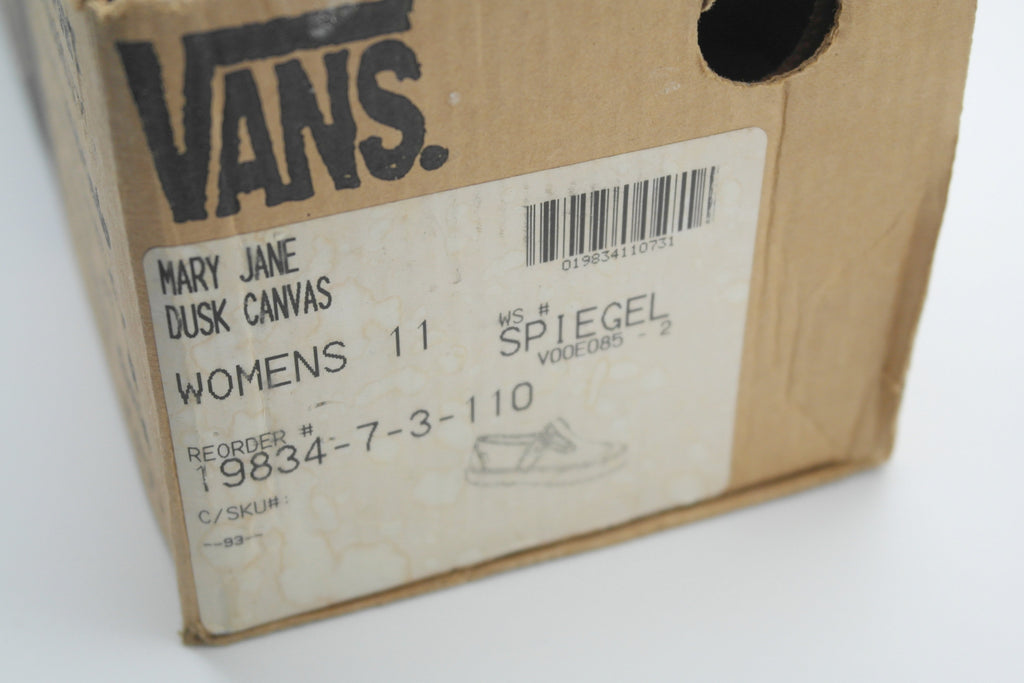 VANS.
MARY JANE
DUSK CANVAS
019834110731
WOMENS 11
WS #
SPIEGEL
V00E085 - 2
REORDER #
19834-7-3-110
C/SKU#:
--93--